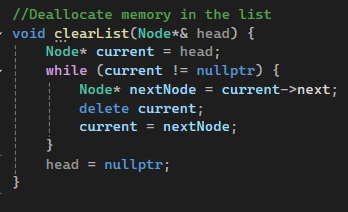 //Deallocate memory in the list
void clearList(Node*& head) {
    Node* current = head;
    while (current != nullptr) {
        Node* nextNode = current->next;
        delete current;
        current = nextNode;
    }
    head = nullptr;
}